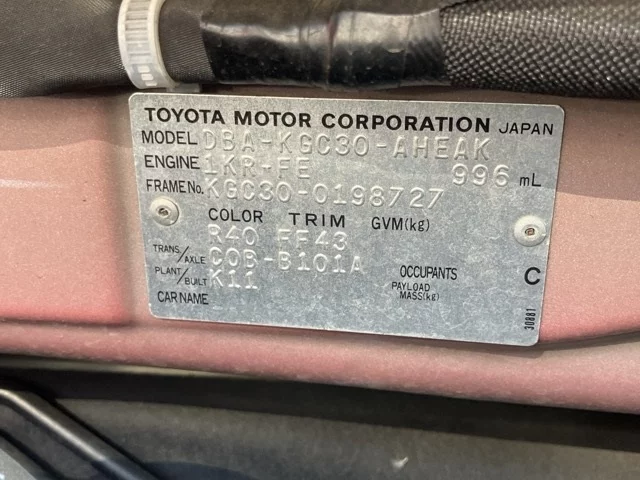 TOYOTA MOTOR CORPORATION JAPAN
MODEL DBA-KGC30-AHEAK
ENGINE 1KR-FE 996 mL
FRAME No. KGC30-0198727
COLOR TRIM GVM(kg)
R40 FF43
TRANS/AXLE C0B-B101A
PLANT/BUILT K11 OCCUPANTS C
PAYLOAD MASS(kg)
CAR NAME
30881